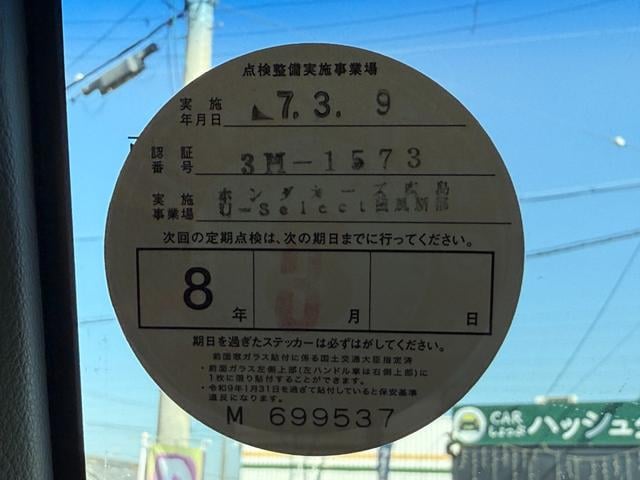 点検整備実施事業場
実施年月日 7.3.9
認証番号 3M-1573
実施事業場 ホンダカーズ
U-Select
次回の定期点検は、次の期日までに行ってください。
8年 3月 日
期日を過ぎたステッカーは必ずはがしてください。
前面歌ガラス貼付に係る国土交通大臣指定済
・前面ガラス左側上部(左ハンドル車は右側上部)に
1枚に限り貼付することができます。
・令和9年1月31日を過ぎて貼付していると保安基準
違反になります。
M 699537
CAR
しょっぷ
ハッシュタ